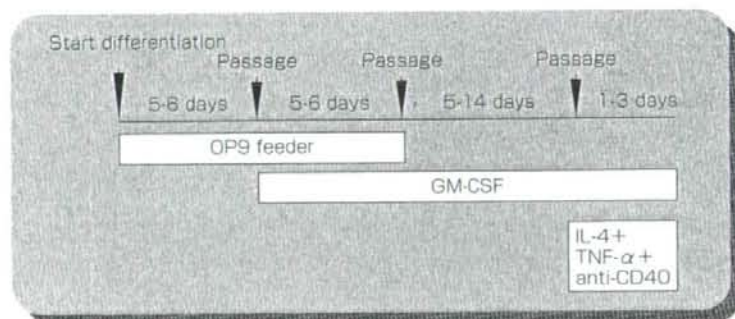 Start differentiation
Passage Passage Passage
5-8 days 5-6 days 5-14 days 1-3 days
OP9 feeder
GM-CSF
IL-4+
TNF-α+
anti-CD40